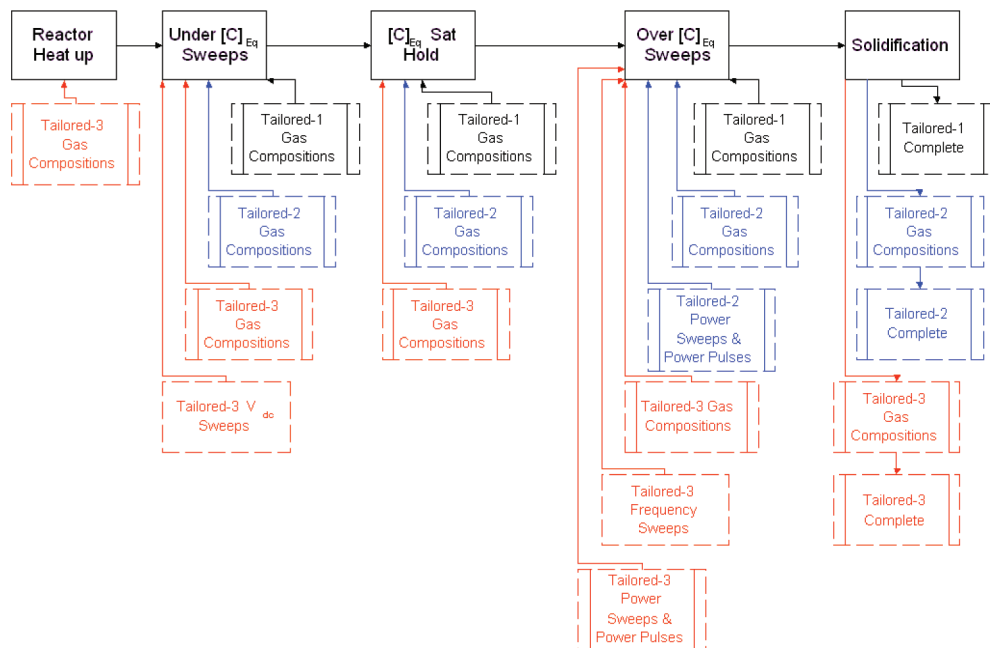 Reactor
Heat up
Under [C] Eq
Sweeps
[C]Eq Sat
Hold
Over [C]Eq
Sweeps
Solidification
Tailored-3
Gas
Compositions
Tailored-1
Gas
Compositions
Tailored-2
Gas
Compositions
Tailored-3
Gas
Compositions
Tailored-3 V dc
Sweeps
Tailored-1
Gas
Compositions
Tailored-2
Gas
Compositions
Tailored-3
Gas
Compositions
Tailored-1
Gas
Compositions
Tailored-2
Gas
Compositions
Tailored-2
Power
Sweeps &
Power Pulses
Tailored-3 Gas
Compositions
Tailored-3
Frequency
Sweeps
Tailored-3
Power
Sweeps &
Power Pulses
Tailored-1
Complete
Tailored-2
Gas
Compositions
Tailored-2
Complete
Tailored-3
Gas
Compositions
Tailored-3
Complete